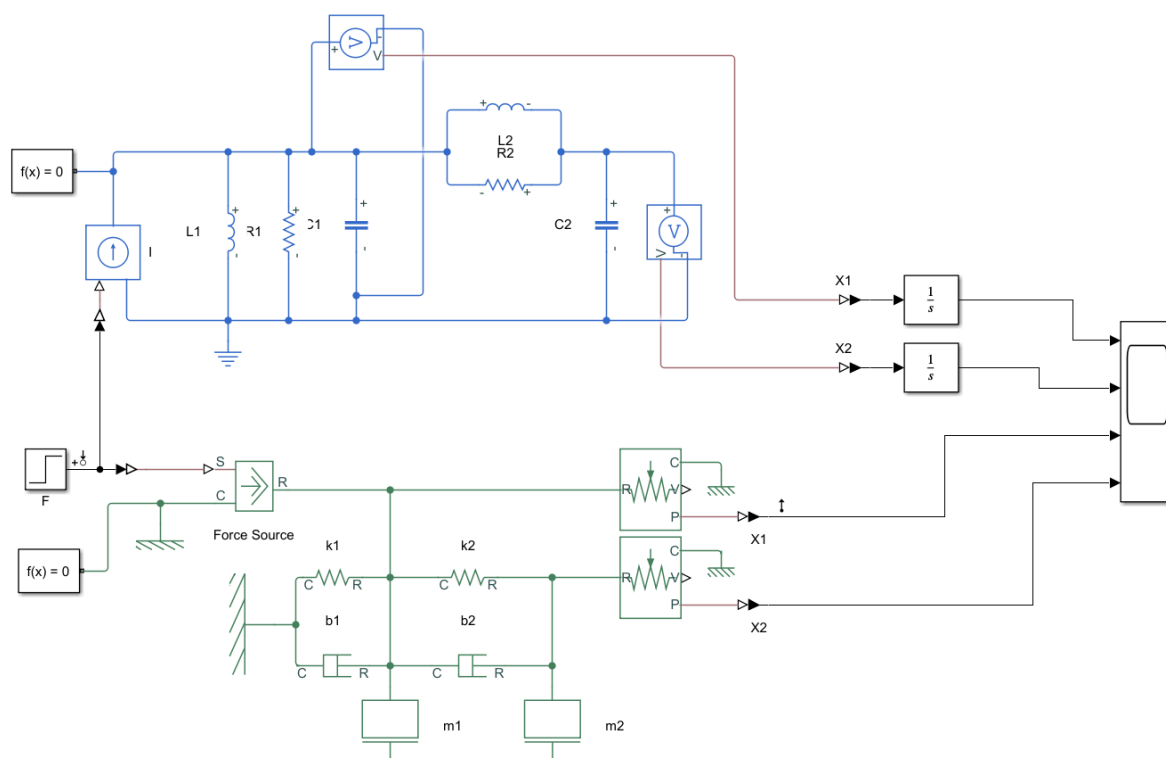 + - V V
+ -
L2
R2
- +
f(x) = 0
I
L1
+
-
R1
+
-
C1
+
-
C2
+
-
+
V
V -
X1
1
s
X2
1
s
F
+
S
C
R
Force Source
f(x) = 0
R
C
V
P
X1
R
C
V
P
X2
k1
C R
k2
C R
b1
C R
b2
C R
m1
m2